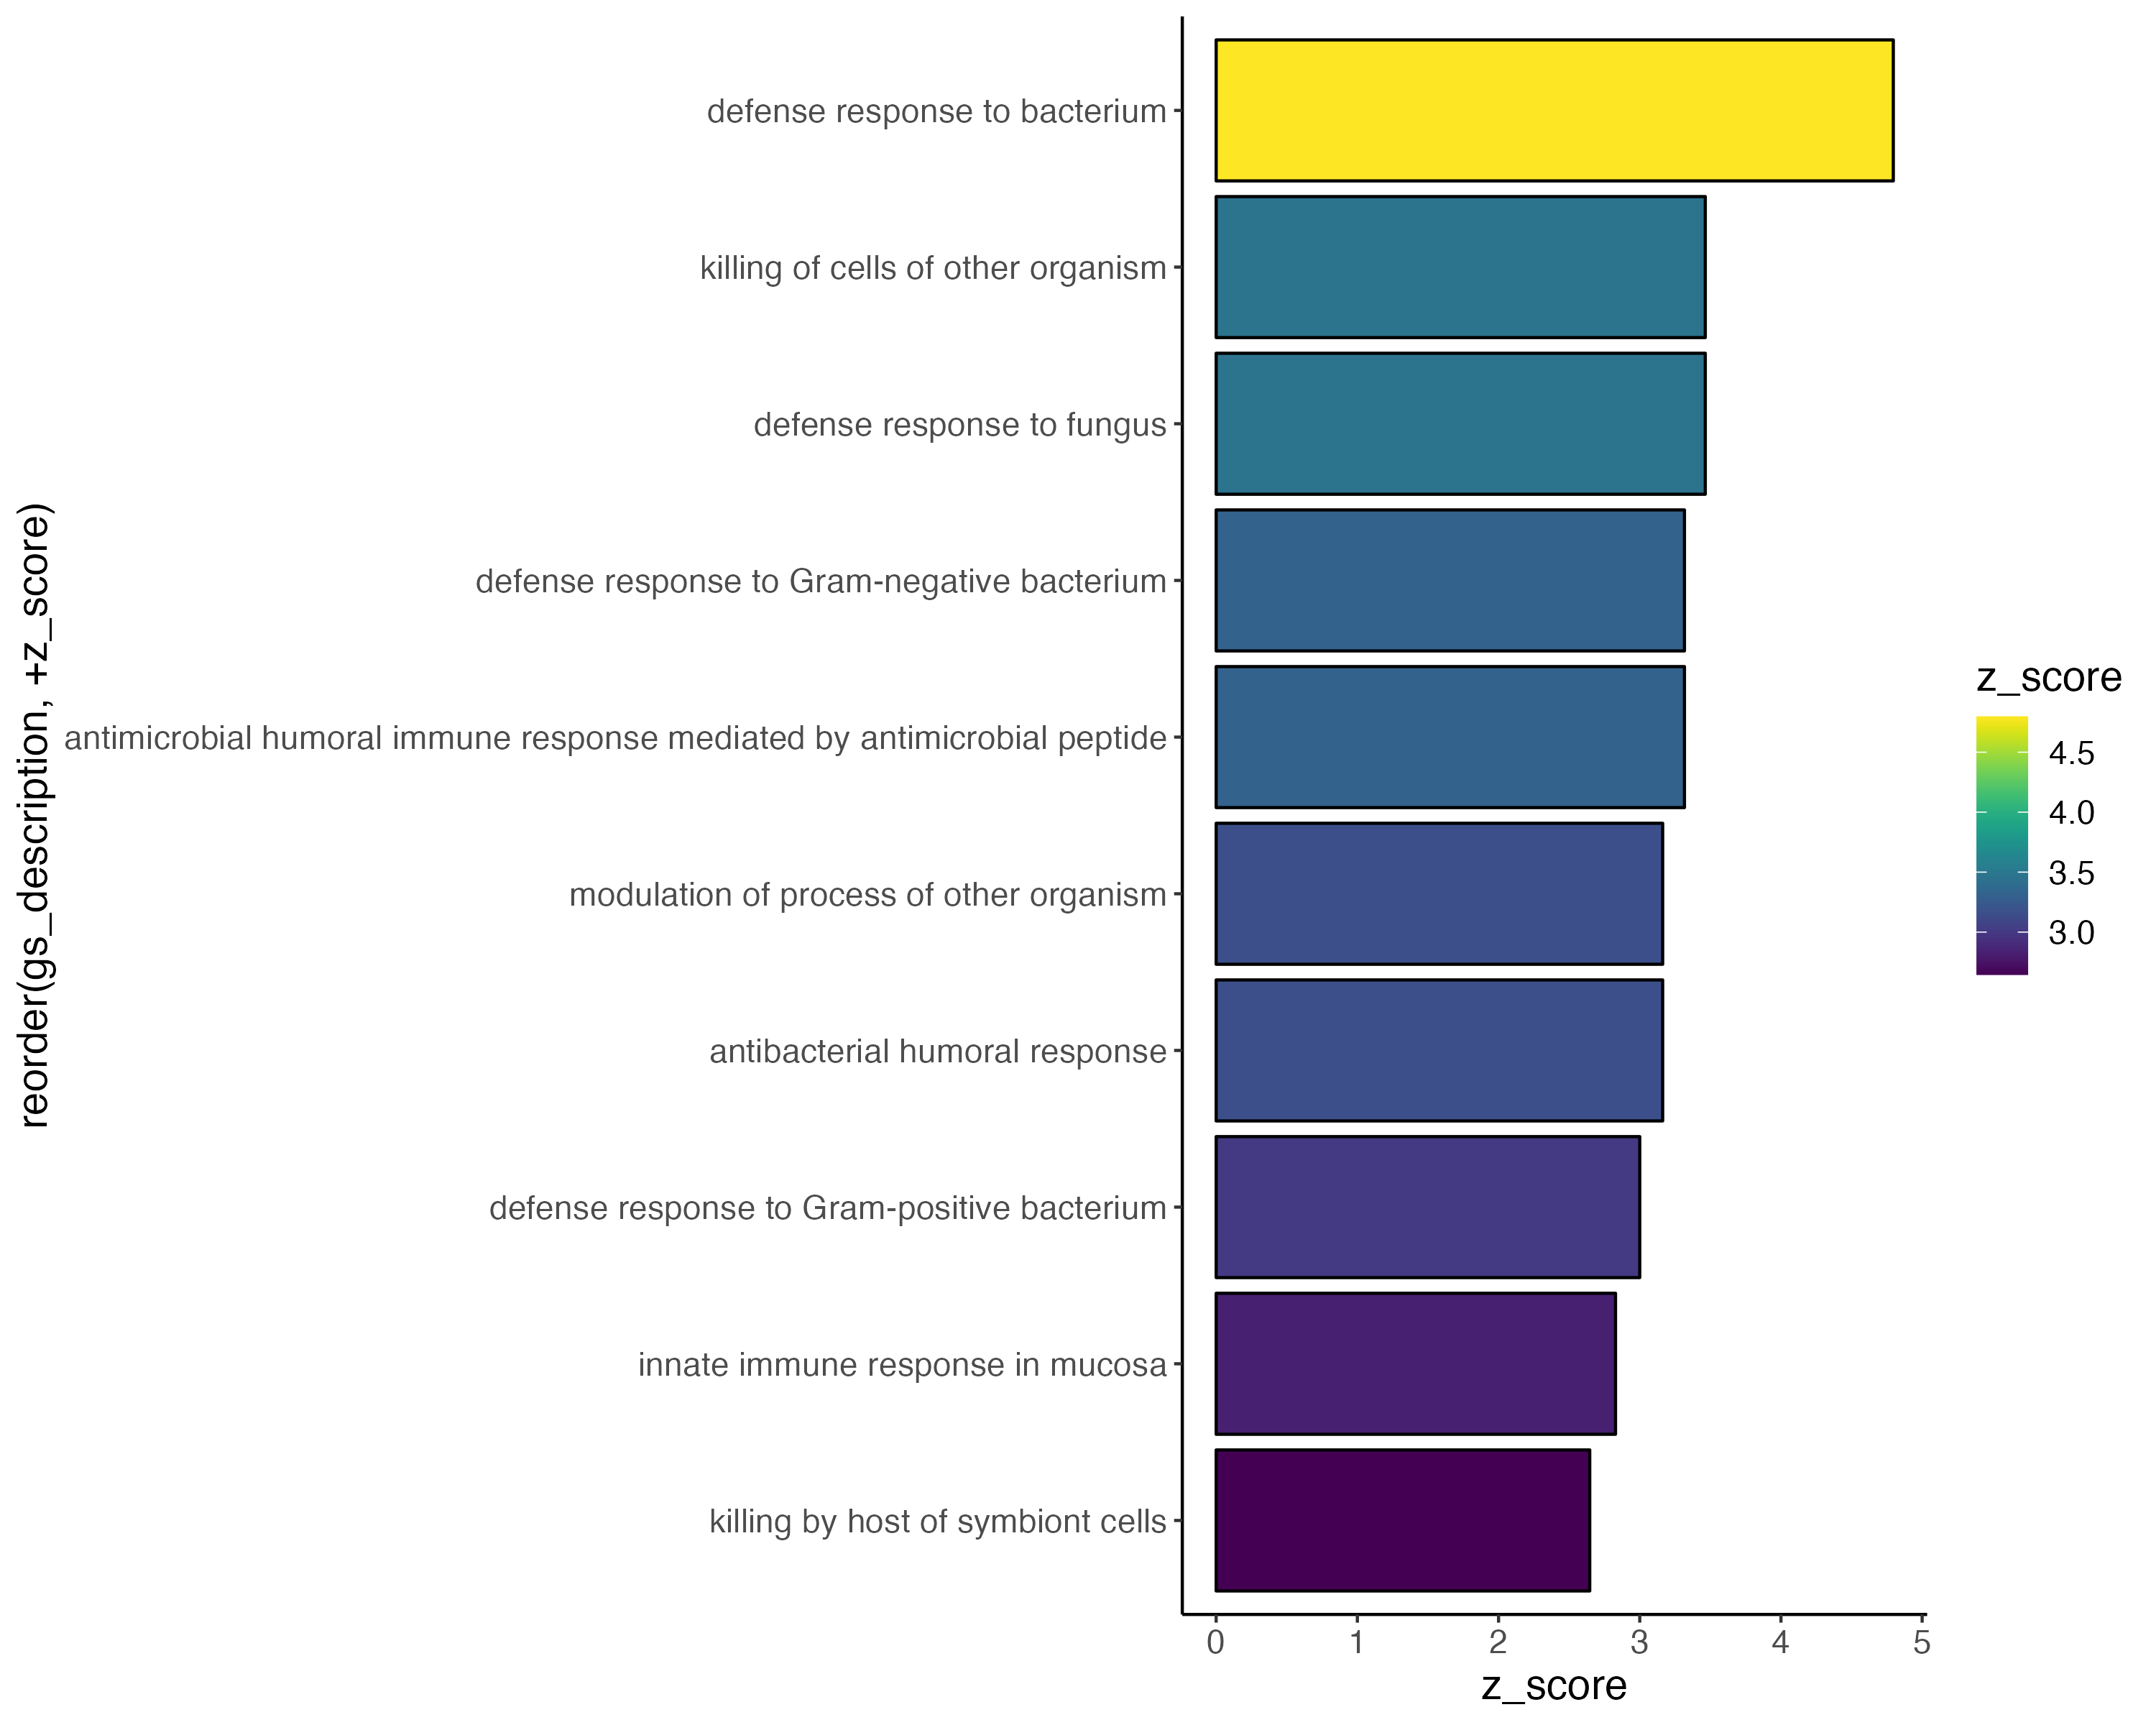 reorder(gs_description, +z_score)
defense response to bacterium
killing of cells of other organism
defense response to fungus
defense response to Gram-negative bacterium
antimicrobial humoral immune response mediated by antimicrobial peptide
modulation of process of other organism
antibacterial humoral response
defense response to Gram-positive bacterium
innate immune response in mucosa
killing by host of symbiont cells
0 1 2 3 4 5
z_score
z_score
4.5
4.0
3.5
3.0